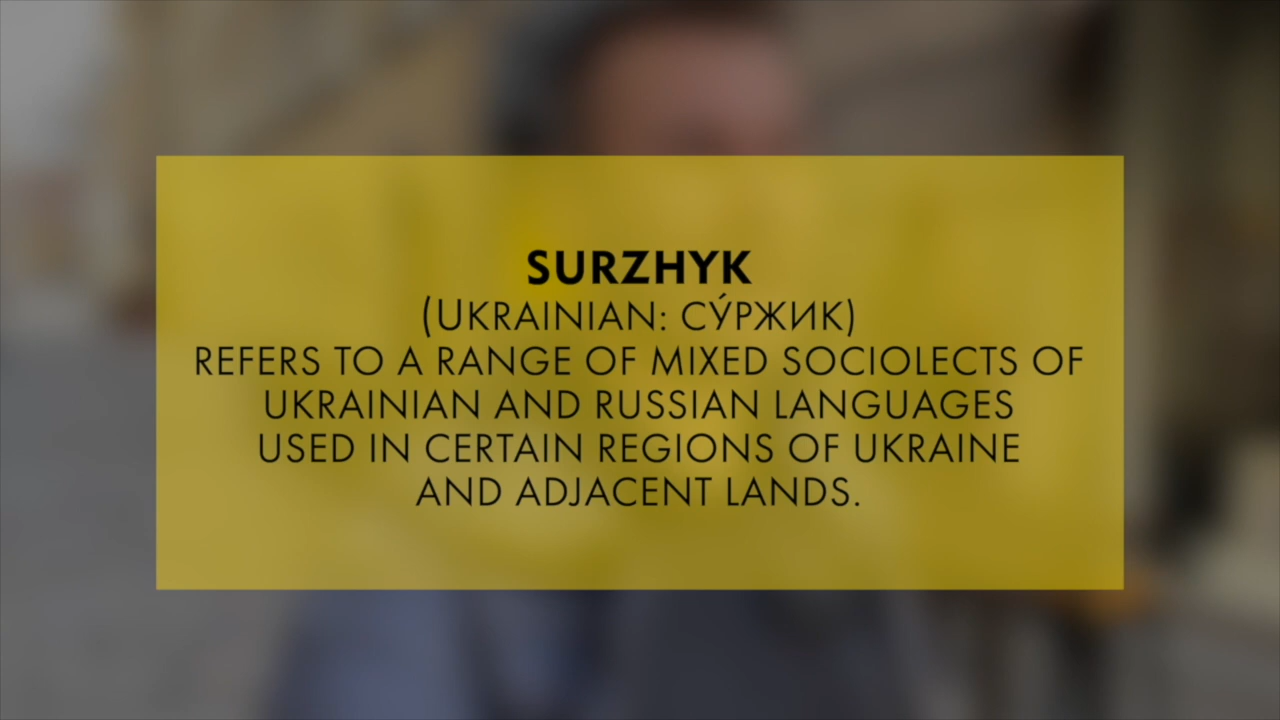 SURZHYK
(UKRAINIAN: СУ́РЖИК)
REFERS TO A RANGE OF MIXED SOCIOLECTS OF
UKRAINIAN AND RUSSIAN LANGUAGES
USED IN CERTAIN REGIONS OF UKRAINE
AND ADJACENT LANDS.